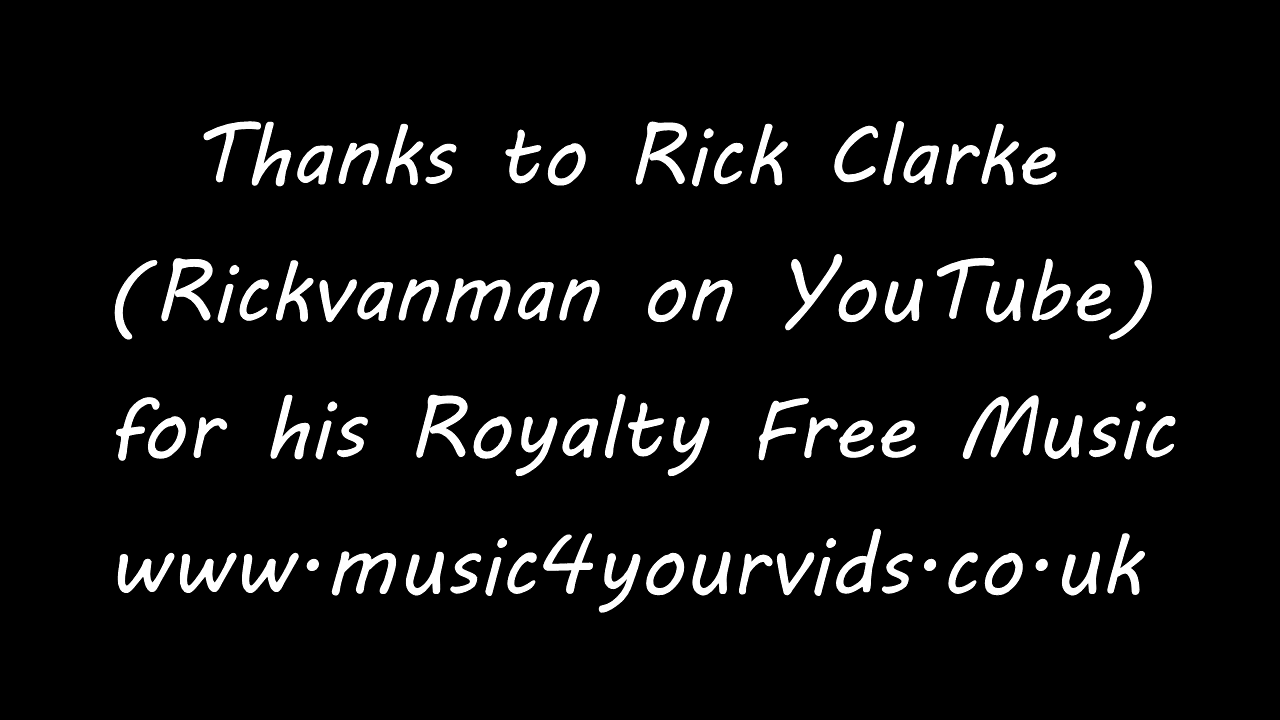 Thanks to Rick Clarke
(Rickvanman on YouTube)
for his Royalty Free Music
www.music4yourvids.co.uk